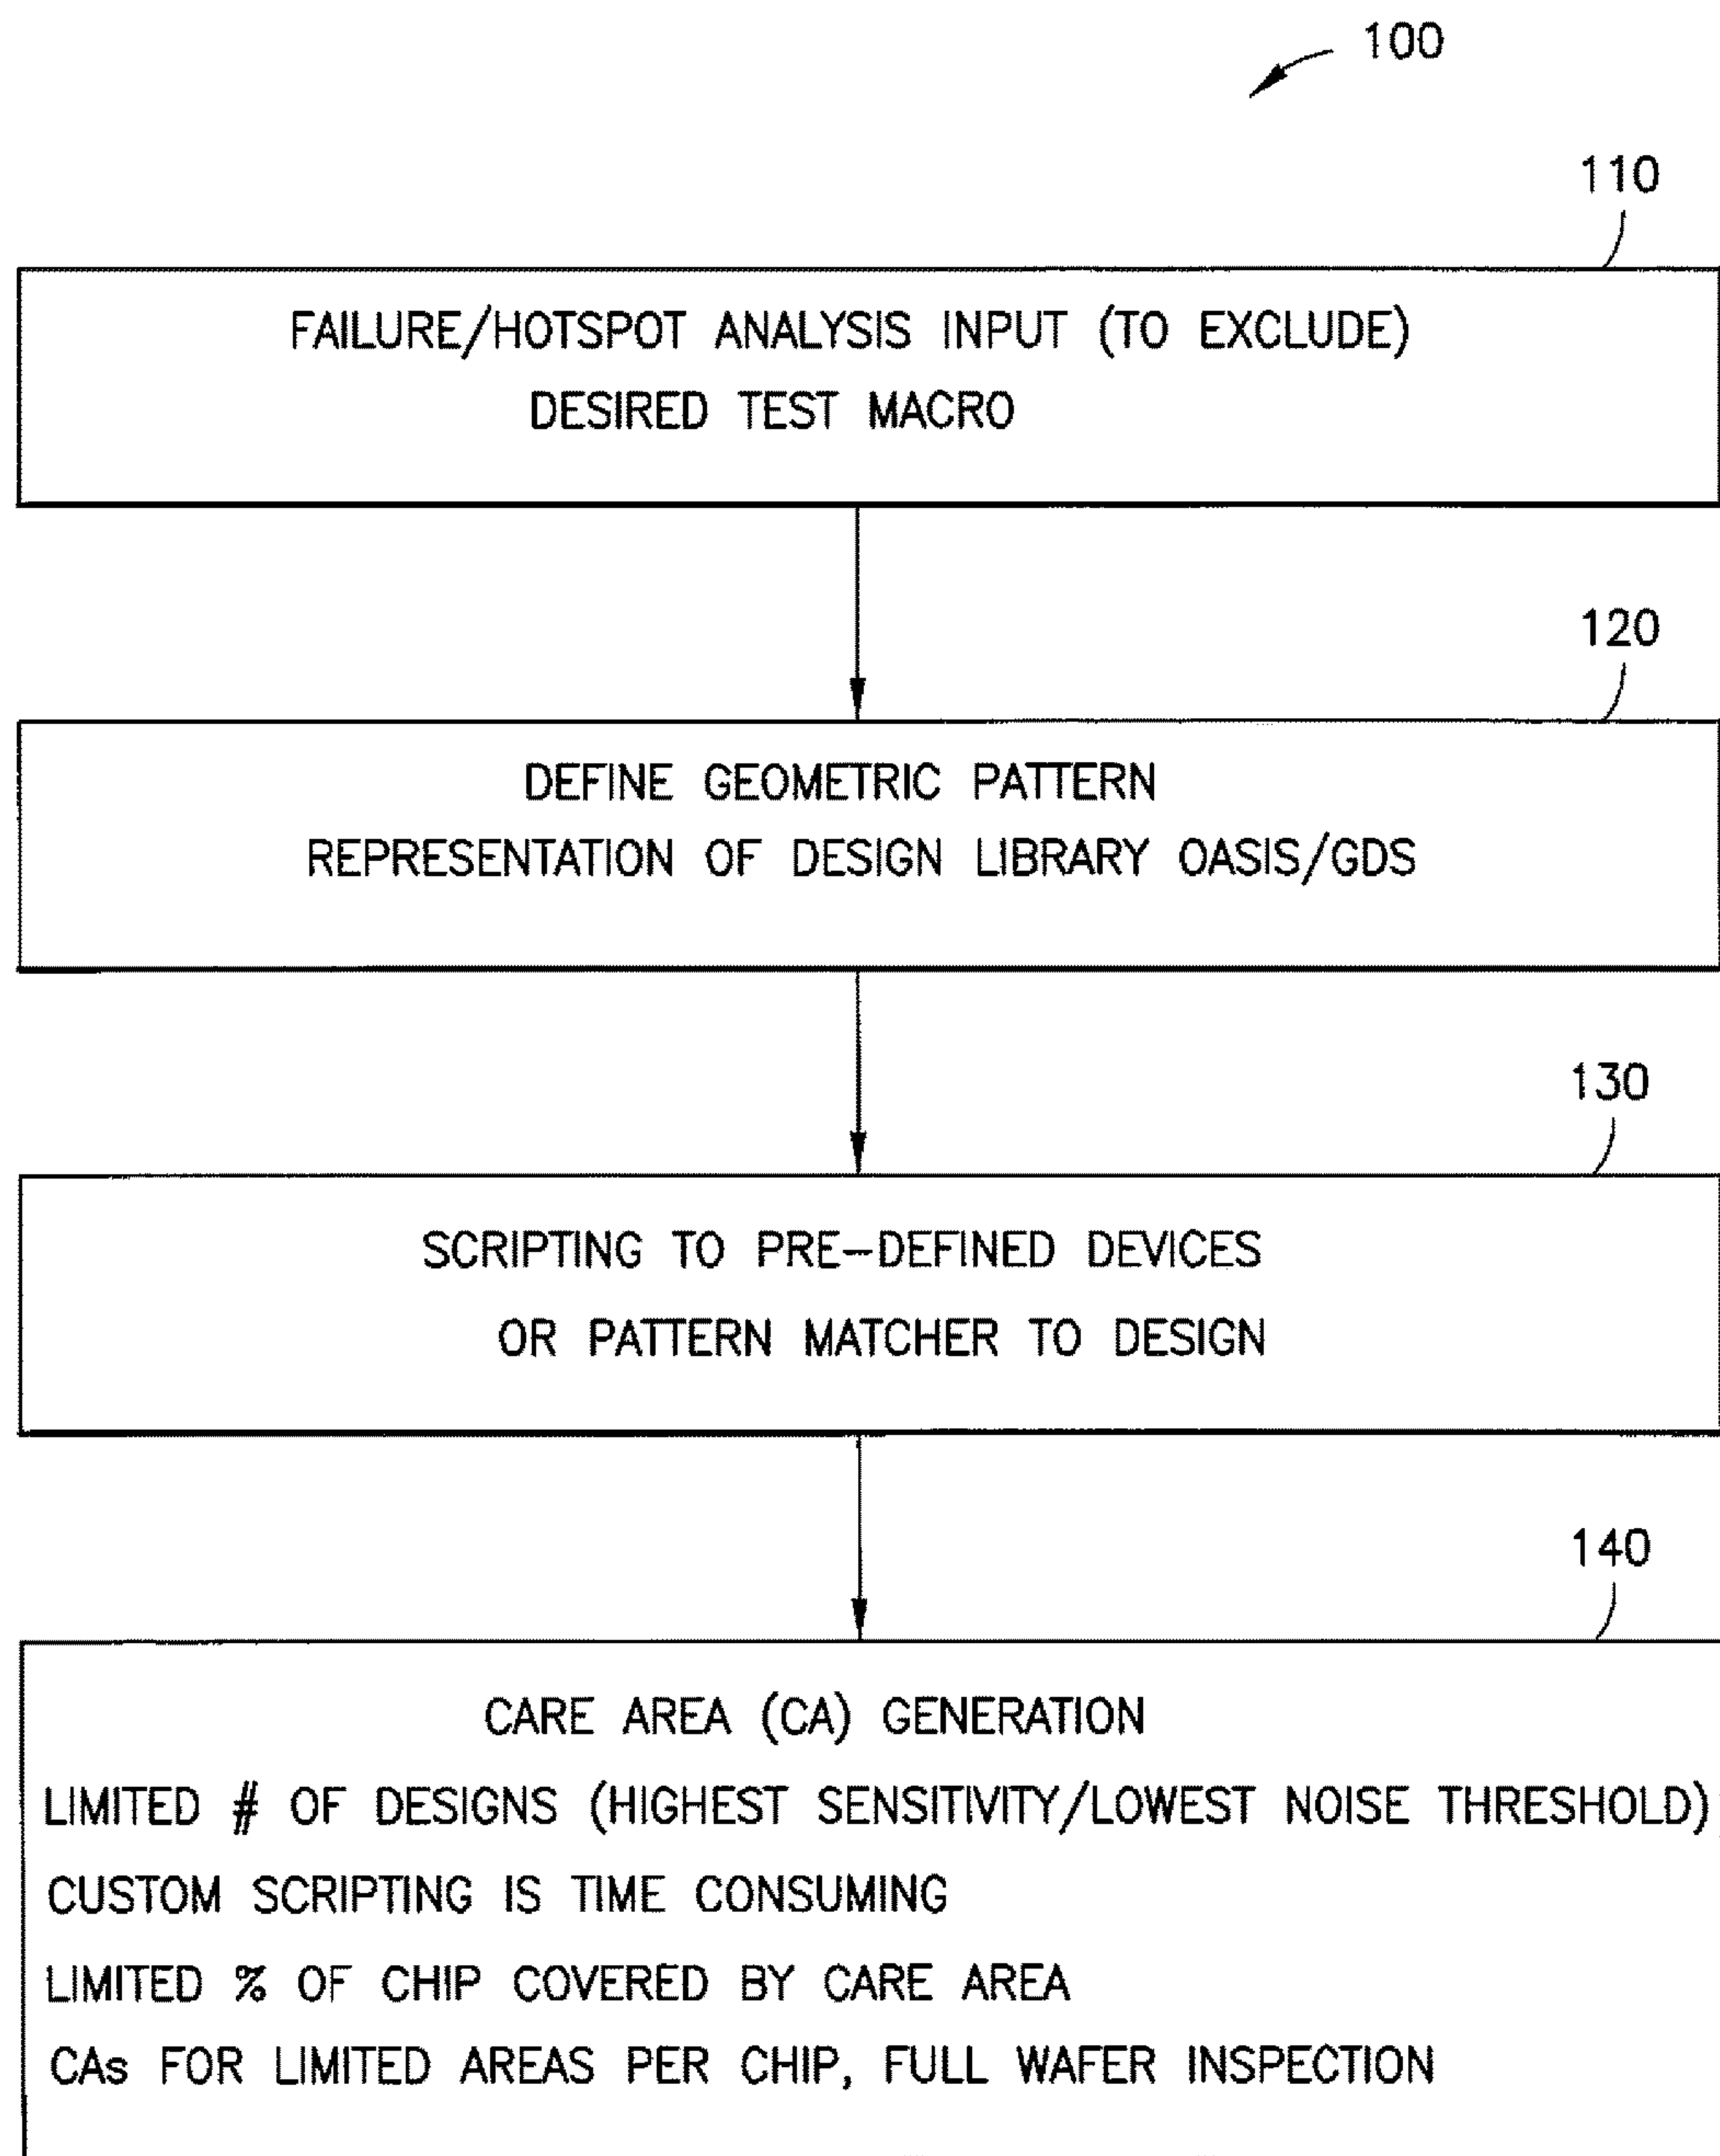 100
110
FAILURE/HOTSPOT ANALYSIS INPUT (TO EXCLUDE)
DESIRED TEST MACRO
120
DEFINE GEOMETRIC PATTERN
REPRESENTATION OF DESIGN LIBRARY OASIS/GDS
130
SCRIPTING TO PRE-DEFINED DEVICES
OR PATTERN MATCHER TO DESIGN
140
CARE AREA (CA) GENERATION
LIMITED # OF DESIGNS (HIGHEST SENSITIVITY/LOWEST NOISE THRESHOLD)
CUSTOM SCRIPTING IS TIME CONSUMING
LIMITED % OF CHIP COVERED BY CARE AREA
CAs FOR LIMITED AREAS PER CHIP, FULL WAFER INSPECTION